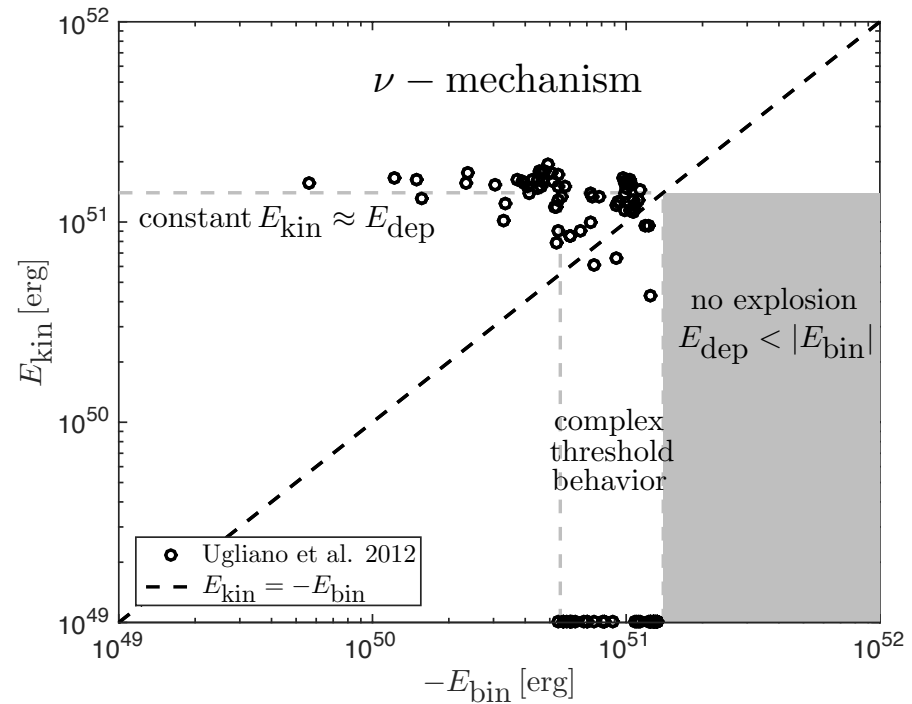 10^52
ν − mechanism
10^51
constant E_kin ≈ E_dep
no explosion
E_dep < |E_bin|
E_kin [erg]
10^50
complex
threshold
behavior
Ugliano et al. 2012
E_kin = −E_bin
10^49
10^49 10^50 10^51 10^52
−E_bin [erg]